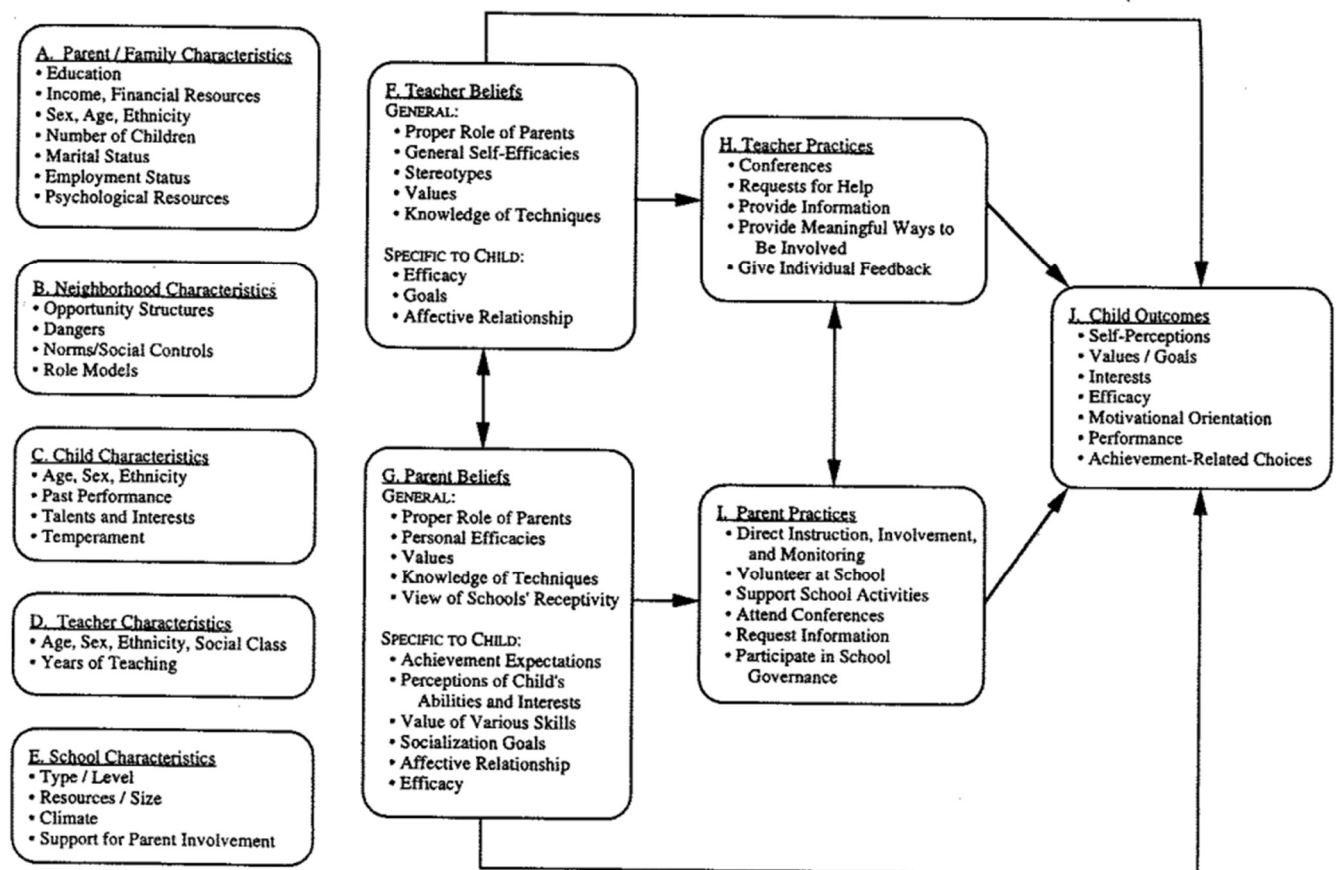 A. Parent / Family Characteristics
• Education
• Income, Financial Resources
• Sex, Age, Ethnicity
• Number of Children
• Marital Status
• Employment Status
• Psychological Resources
B. Neighborhood Characteristics
• Opportunity Structures
• Dangers
• Norms/Social Controls
• Role Models
C. Child Characteristics
• Age, Sex, Ethnicity
• Past Performance
• Talents and Interests
• Temperament
D. Teacher Characteristics
• Age, Sex, Ethnicity, Social Class
• Years of Teaching
E. School Characteristics
• Type / Level
• Resources / Size
• Climate
• Support for Parent Involvement
F. Teacher Beliefs
GENERAL:
• Proper Role of Parents
• General Self-Efficacies
• Stereotypes
• Values
• Knowledge of Techniques
SPECIFIC TO CHILD:
• Efficacy
• Goals
• Affective Relationship
G. Parent Beliefs
GENERAL:
• Proper Role of Parents
• Personal Efficacies
• Values
• Knowledge of Techniques
• View of Schools' Receptivity
SPECIFIC TO CHILD:
• Achievement Expectations
• Perceptions of Child's
Abilities and Interests
• Value of Various Skills
• Socialization Goals
• Affective Relationship
• Efficacy
H. Teacher Practices
• Conferences
• Requests for Help
• Provide Information
• Provide Meaningful Ways to
Be Involved
• Give Individual Feedback
I. Parent Practices
• Direct Instruction, Involvement,
and Monitoring
• Volunteer at School
• Support School Activities
• Attend Conferences
• Request Information
• Participate in School
Governance
J. Child Outcomes
• Self-Perceptions
• Values / Goals
• Interests
• Efficacy
• Motivational Orientation
• Performance
• Achievement-Related Choices